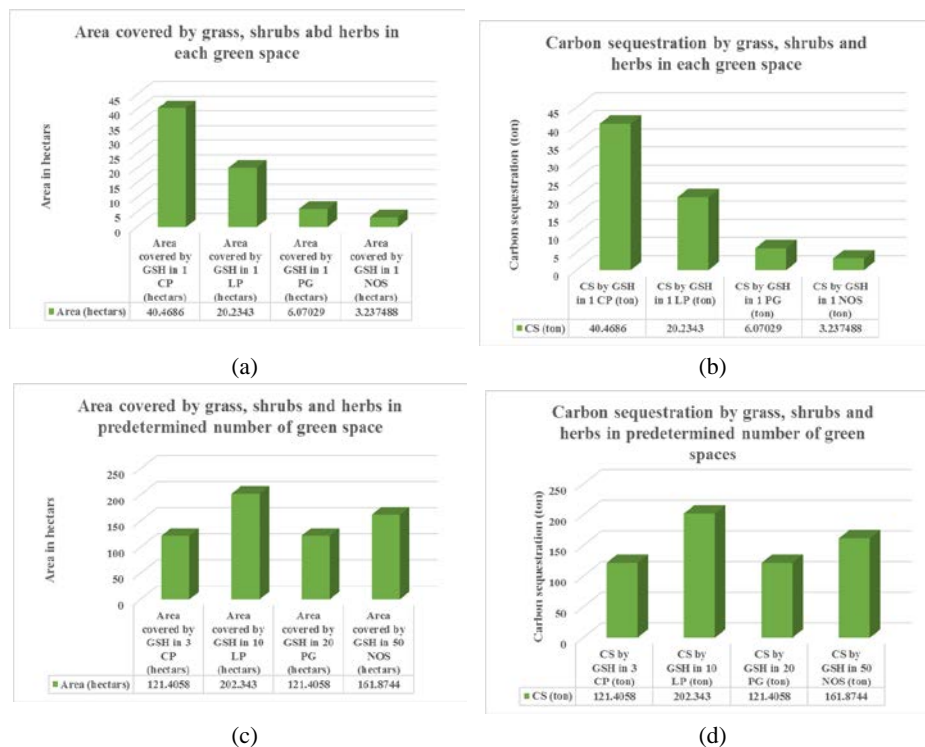 Area covered by grass, shrubs abd herbs in
each green space
Area in hectars
45
40
35
30
25
20
15
10
5
0
Area
covered by
GSH in 1
CP
(hectars)
Area
covered by
GSH in 1
LP
(hectars)
Area
covered by
GSH in 1
PG
(hectars)
Area
covered by
GSH in 1
NOS
(hectars)
Area (hectars)
40.4686
20.2343
6.07029
3.237488
(a)
Carbon sequestration by grass, shrubs and
herbs in each green space
Carbon sequestration (ton)
45
40
35
30
25
20
15
10
5
0
CS by GSH
in 1 CP (ton)
CS by GSH
in 1 LP (ton)
CS by GSH
in 1 PG
(ton)
CS by GSH
in 1 NOS
(ton)
CS (ton)
40.4686
20.2343
6.07029
3.237488
(b)
Area covered by grass, shrubs and herbs in
predetermined number of green space
Area in hectars
250
200
150
100
50
0
Area
covered by
GSH in 3
CP
(hectars)
Area
covered by
GSH in 10
LP
(hectars)
Area
covered by
GSH in 20
PG
(hectars)
Area
covered by
GSH in 50
NOS
(hectars)
Area (hectars)
121.4058
202.343
121.4058
161.8744
(c)
Carbon sequestration by grass, shrubs and
herbs in predetermined number of green
spaces
Carbon sequestration (ton)
250
200
150
100
50
0
CS by
GSH in 3
CP (ton)
CS by
GSH in 10
LP (ton)
CS by
GSH in 20
PG (ton)
CS by
GSH in 50
NOS (ton)
CS (ton)
121.4058
202.343
121.4058
161.8744
(d)